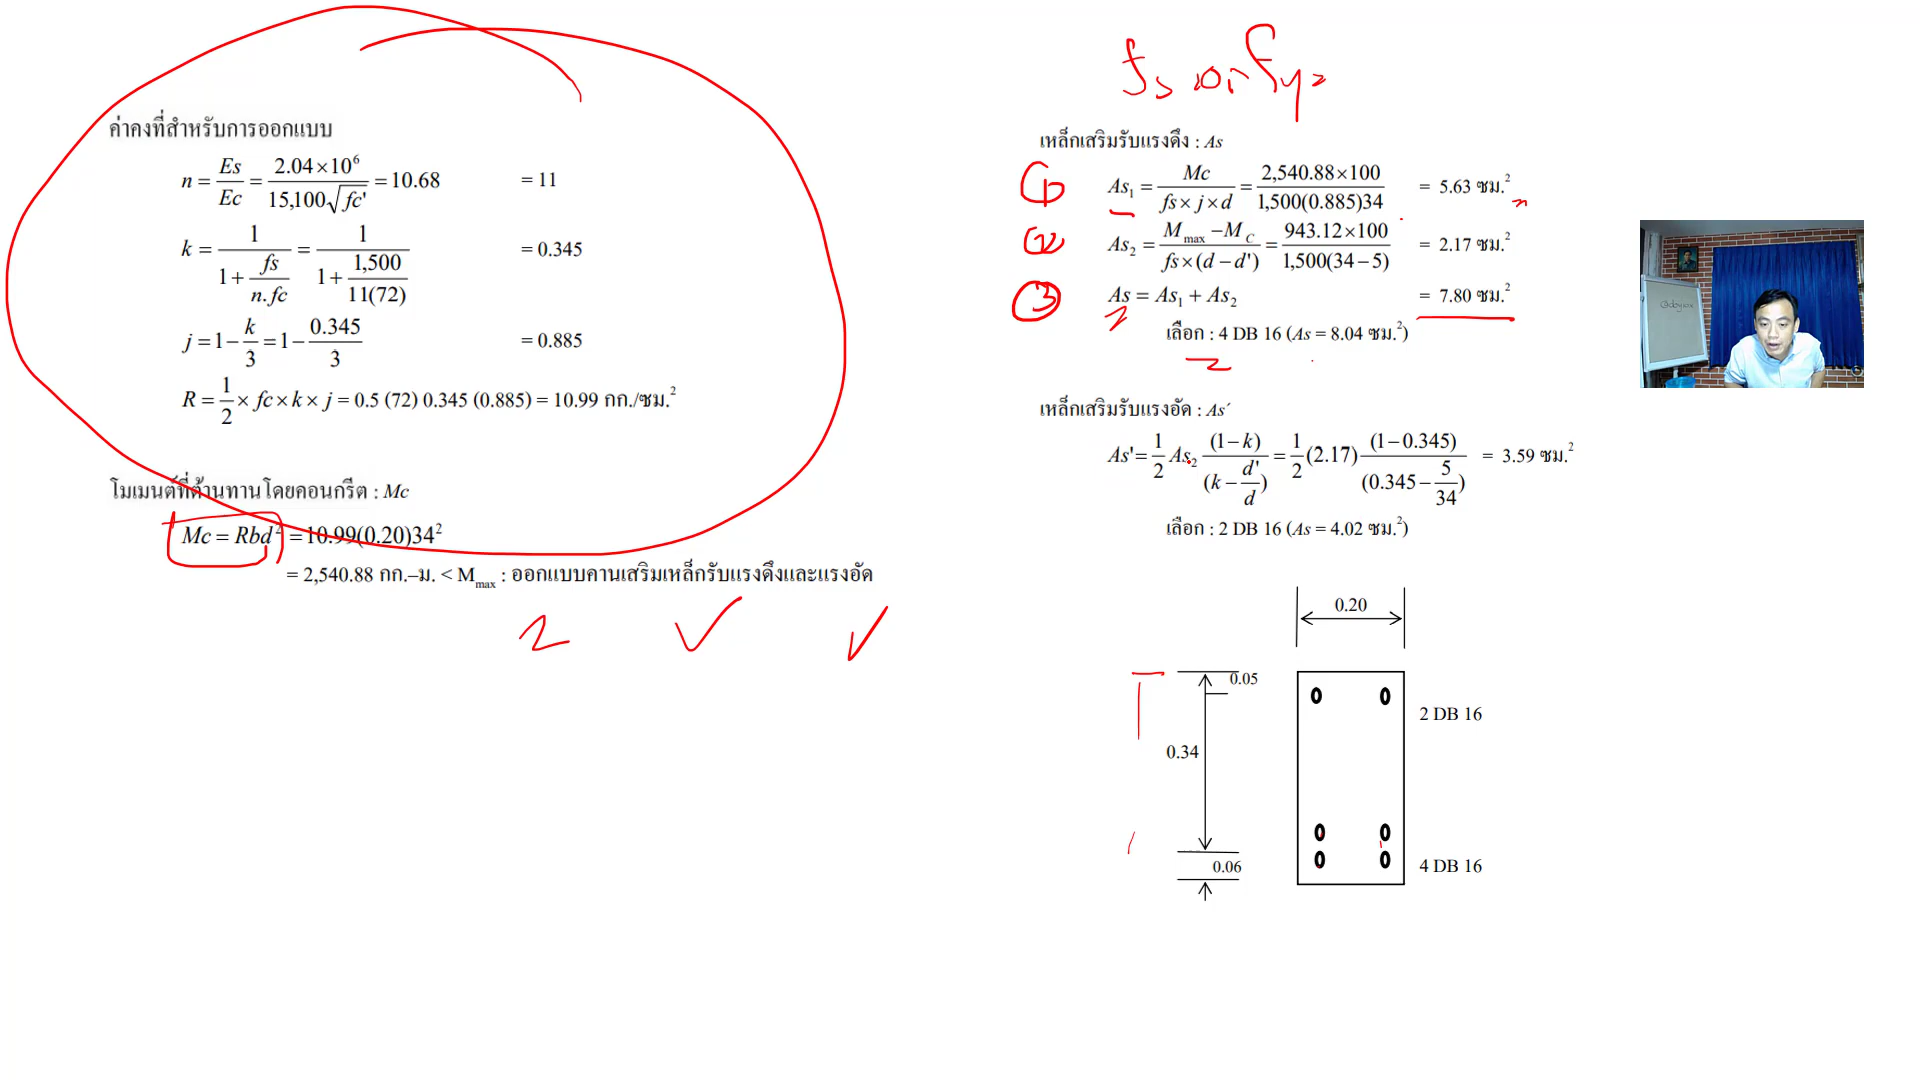 ค่าคงที่สำหรับการออกแบบ
n = Es/Ec = 2.04×10⁶/15,100√fc' = 10.68 = 11
k = 1/(1+fs/n.fc) = 1/(1+1,500/11(72)) = 0.345
j = 1−k/3 = 1−0.345/3 = 0.885
R = 1/2 × fc × k × j = 0.5 (72) 0.345 (0.885) = 10.99 กก./ซม.²
โมเมนต์ที่ต้านทานโดยคอนกรีต : Mc
Mc = Rbd² = 10.99(0.20)34²
= 2,540.88 กก.–ม. < Mmax : ออกแบบคานเสริมเหล็กรับแรงดึงและแรงอัด
2
เหล็กเสริมรับแรงดึง : As
1 As₁ = Mc/(fs × j × d) = 2,540.88×100/1,500(0.885)34 = 5.63 ซม.²
2 As₂ = (Mmax − MC)/(fs×(d−d')) = 943.12×100/1,500(34−5) = 2.17 ซม.²
3 As = As₁ + As₂ = 7.80 ซม.²
เลือก : 4 DB 16 (As = 8.04 ซม.²)
เหล็กเสริมรับแรงอัด : As´
As' = 1/2 As₂ (1−k)/(k − d'/d) = 1/2 (2.17) (1−0.345)/(0.345 − 5/34) = 3.59 ซม.²
เลือก : 2 DB 16 (As = 4.02 ซม.²)
0.20
0.05
2 DB 16
0.34
0.06
4 DB 16